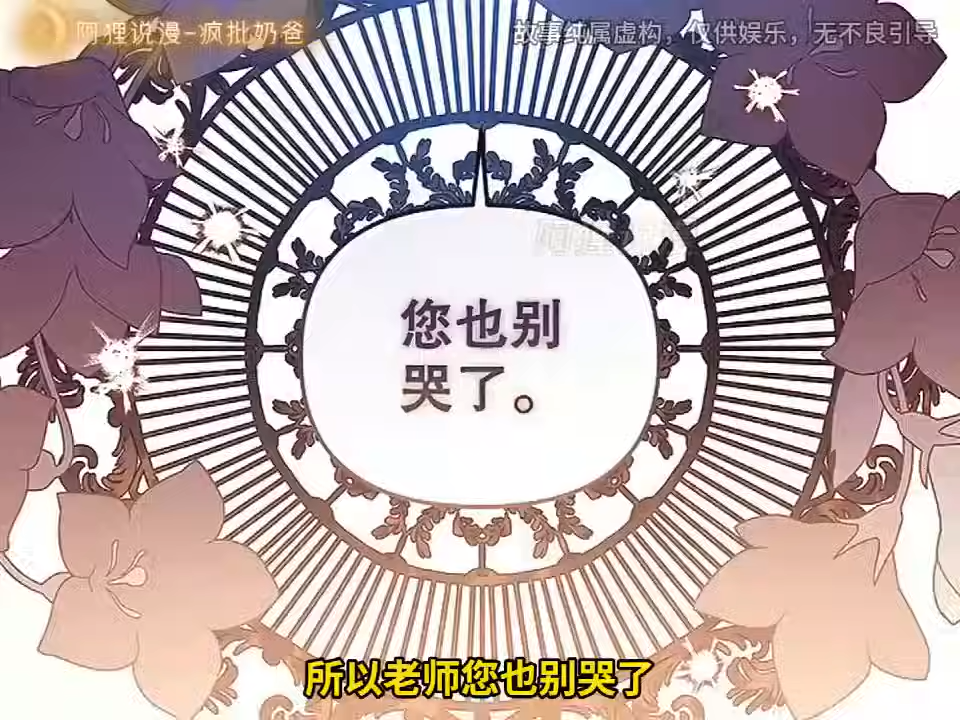 阿狸说漫-疯批奶爸
故事纯属虚构，仅供娱乐，无不良引导
您也别
哭了。
所以老师您也别哭了